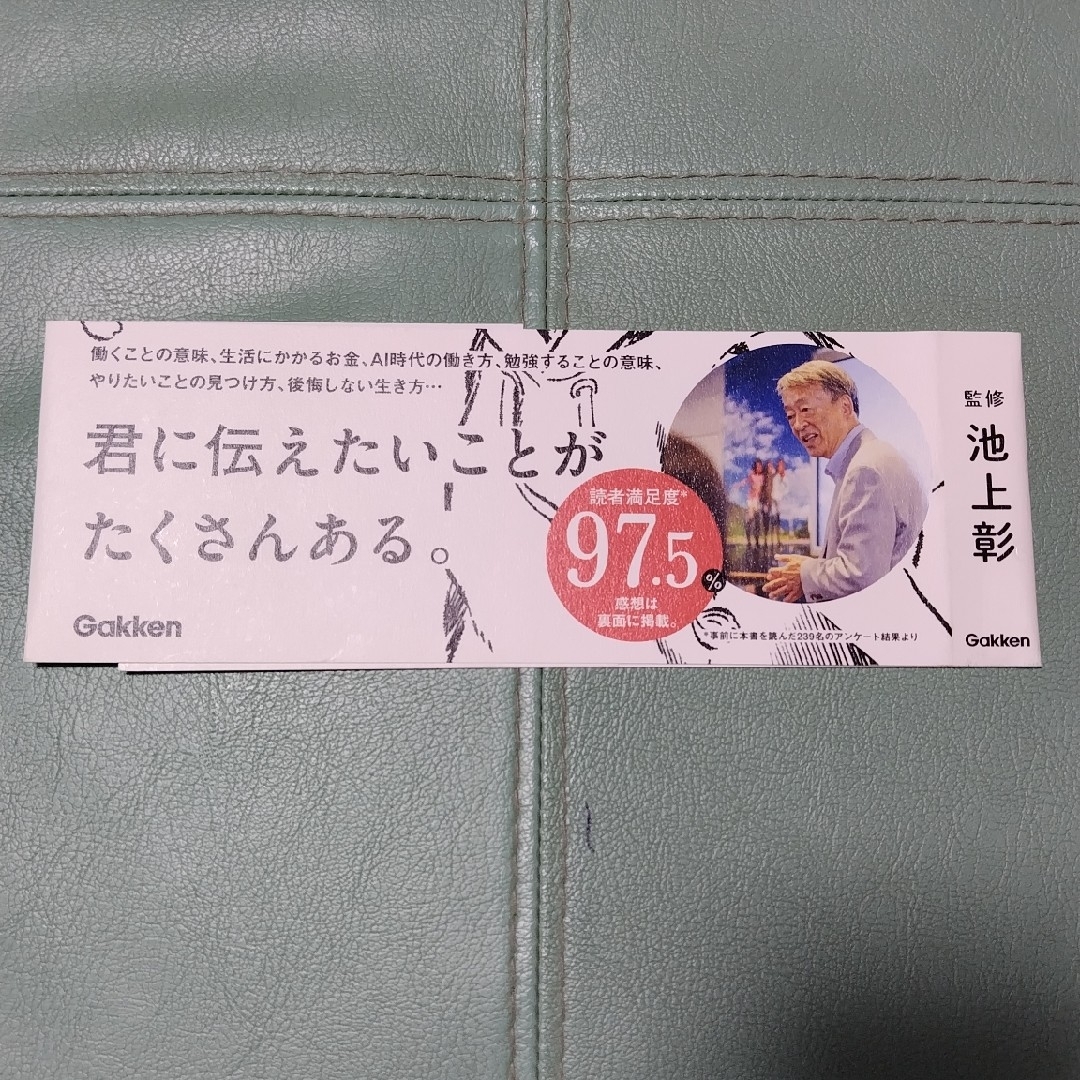 働くことの意味、生活にかかるお金、AI時代の働き方、勉強することの意味、
やりたいことの見つけ方、後悔しない生き方…
君に伝えたいことが
たくさんある。
Gakken
読者満足度*
97.5%
感想は
裏面に掲載。
*事前に本書を読んだ239名のアンケート結果より
監修
池上彰
Gakken